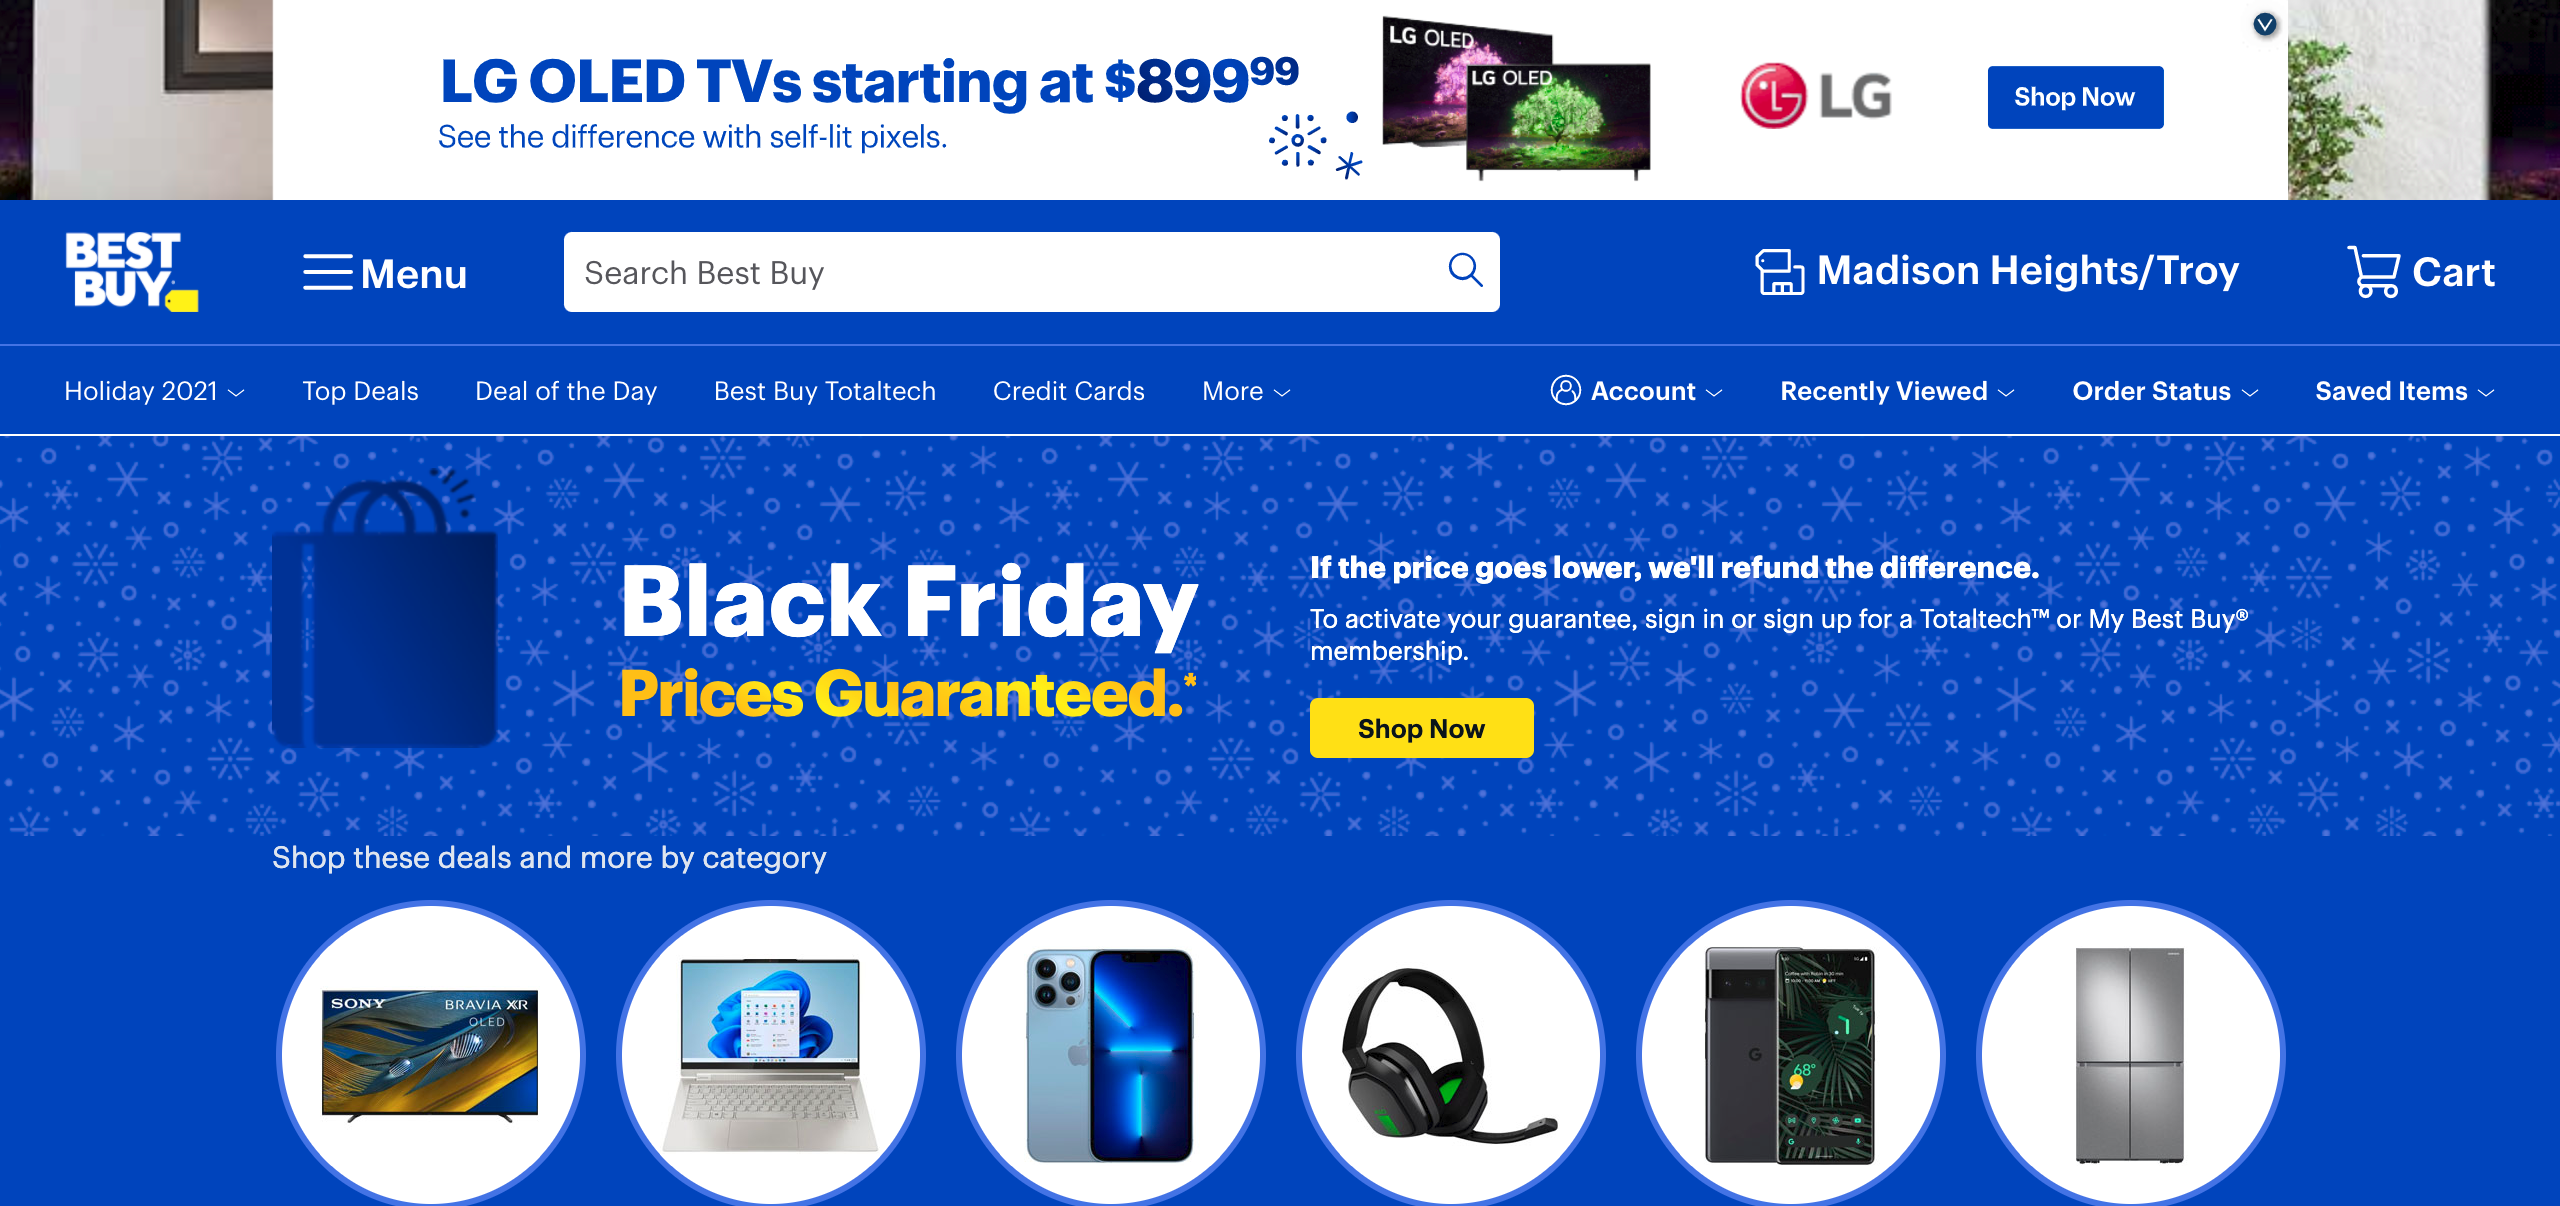 LG OLED TVs starting at $899⁹⁹
See the difference with self-lit pixels.
LG OLED
LG OLED
LG
Shop Now
BEST
BUY
Menu
Search Best Buy
Madison Heights/Troy
Cart
Holiday 2021
Top Deals
Deal of the Day
Best Buy Totaltech
Credit Cards
More
Account
Recently Viewed
Order Status
Saved Items
Black Friday
Prices Guaranteed.*
If the price goes lower, we'll refund the difference.
To activate your guarantee, sign in or sign up for a Totaltech™ or My Best Buy®
membership.
Shop Now
Shop these deals and more by category
SONY
BRAVIA XR
OLED
68°